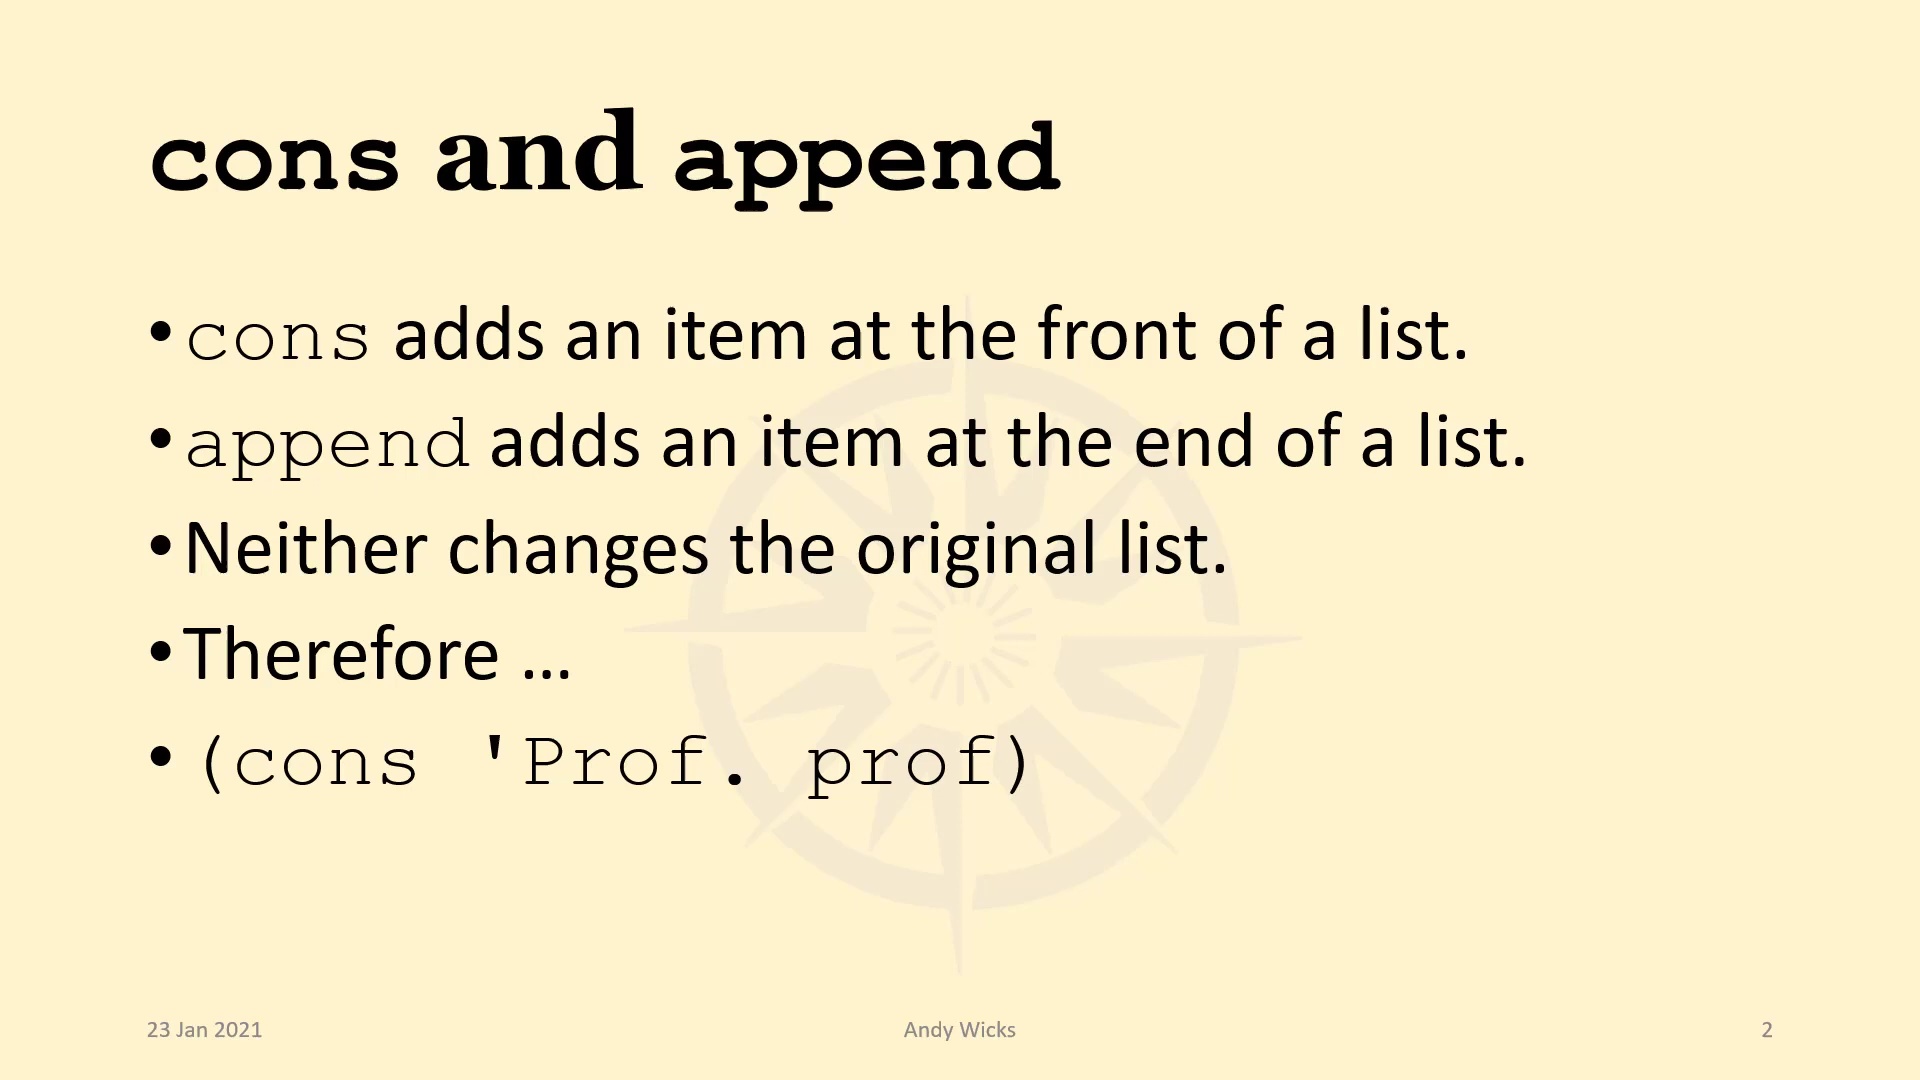 cons and append
• cons adds an item at the front of a list.
• append adds an item at the end of a list.
• Neither changes the original list.
• Therefore …
• (cons 'Prof. prof)
23 Jan 2021
Andy Wicks
2